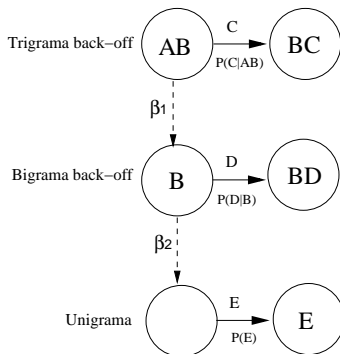 Trigrama back-off AB C P(C|AB) BC
β1
Bigrama back-off B D P(D|B) BD
β2
Unigrama E P(E) E